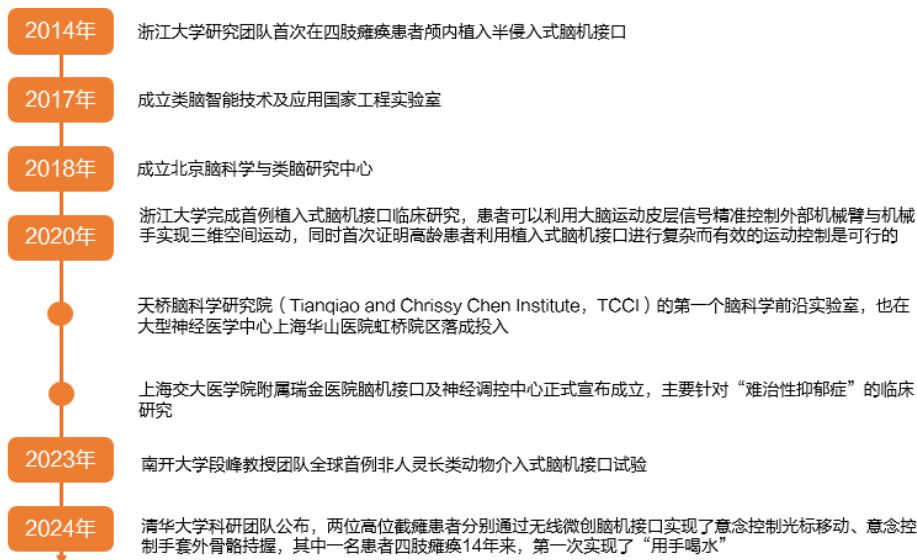 2014年
浙江大学研究团队首次在四肢瘫痪患者颅内植入半侵入式脑机接口
2017年
成立类脑智能技术及应用国家工程实验室
2018年
成立北京脑科学与类脑研究中心
2020年
浙江大学完成首例植入式脑机接口临床研究，患者可以利用大脑运动皮层信号精准控制外部机械臂与机械
手实现三维空间运动，同时首次证明高龄患者利用植入式脑机接口进行复杂而有效的运动控制是可行的
天桥脑科学研究院（Tianqiao and Chrissy Chen Institute，TCCI）的第一个脑科学前沿实验室，也在
大型神经医学中心上海华山医院虹桥院区落成投入
上海交大医学院附属瑞金医院脑机接口及神经调控中心正式宣布成立，主要针对“难治性抑郁症”的临床
研究
2023年
南开大学段峰教授团队全球首例非人灵长类动物介入式脑机接口试验
2024年
清华大学科研团队公布，两位高位截瘫患者分别通过无线微创脑机接口实现了意念控制光标移动、意念控
制手套外骨骼持握，其中一名患者四肢瘫痪14年来，第一次实现了“用手喝水”